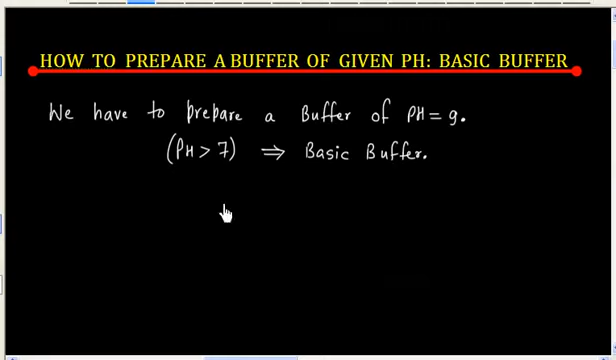 HOW TO PREPARE A BUFFER OF GIVEN PH: BASIC BUFFER
We have to prepare a Buffer of PH = 9.
(PH > 7) ⇒ Basic Buffer.